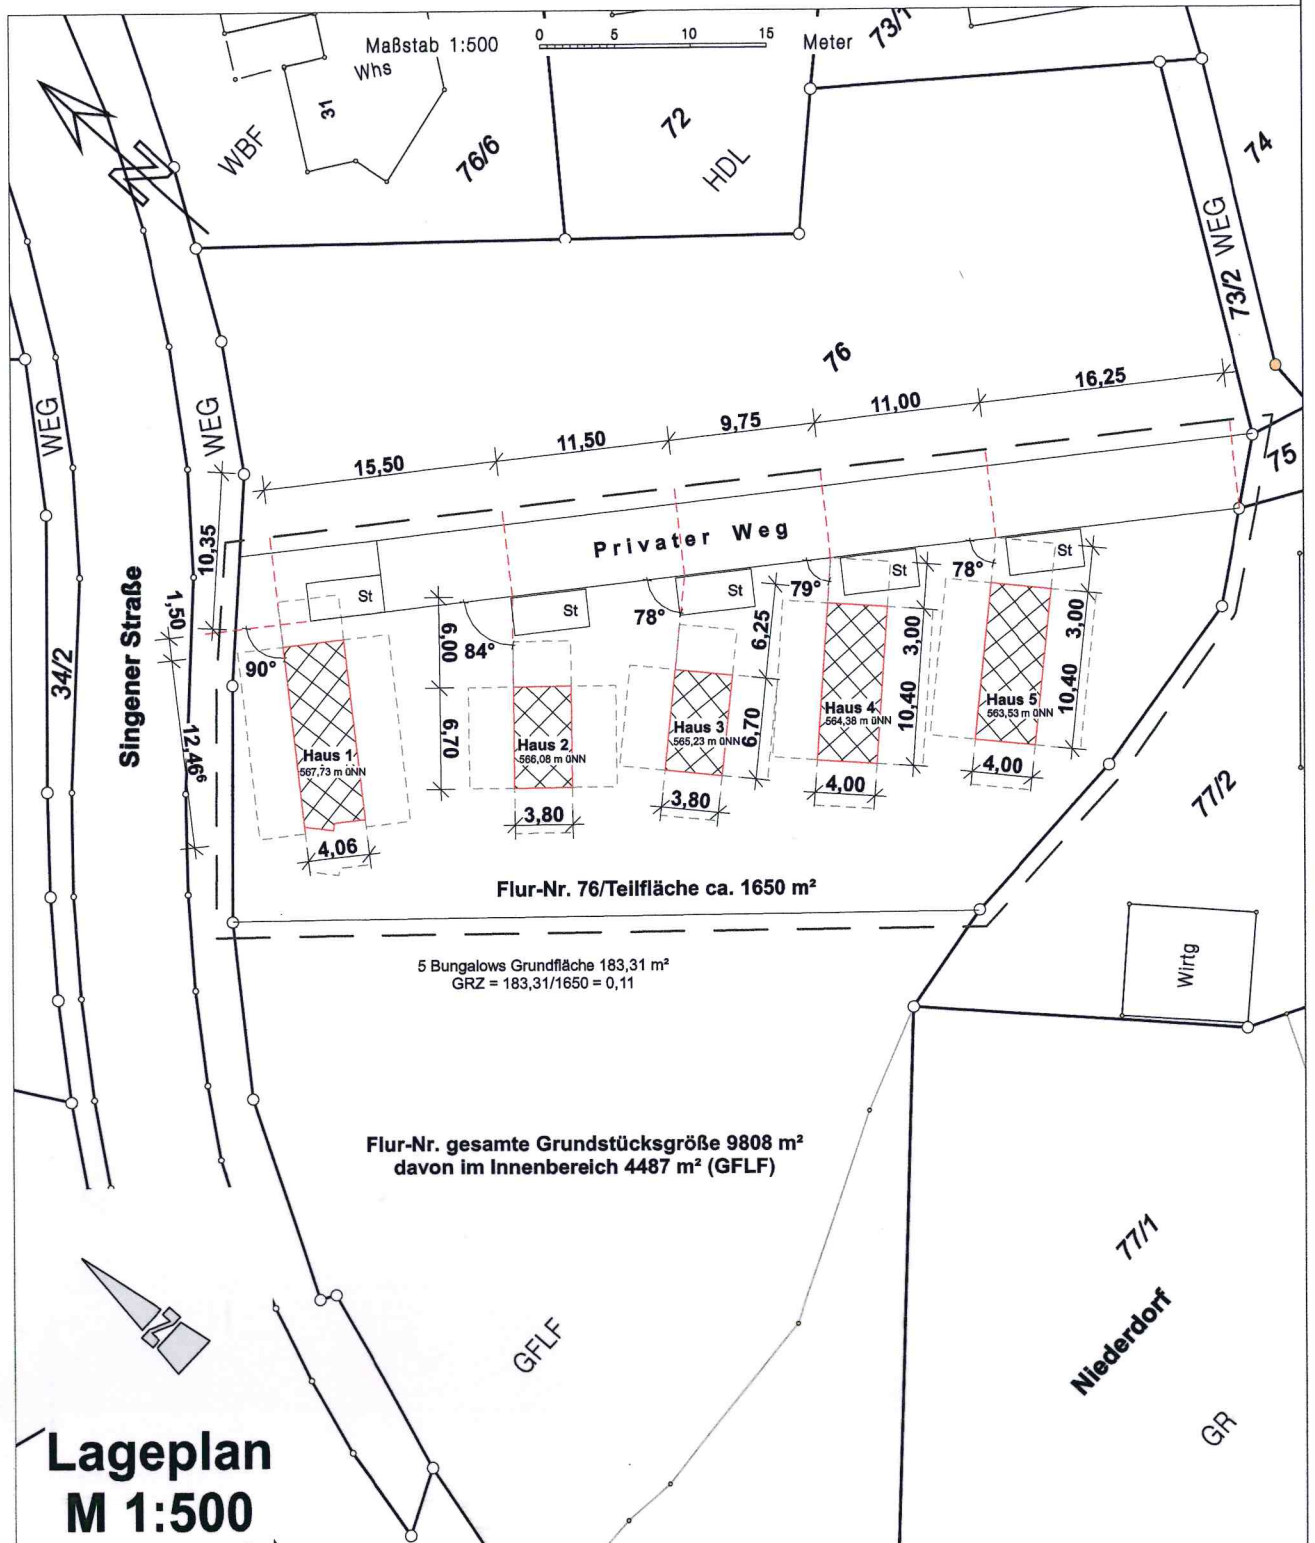 Maßstab 1:500
0 5 10 15 Meter
73/1
Whs
31
WBF
76/6
72
HDL
74
N
73/2 WEG
76
WEG
WEG
16,25
11,00
9,75
11,50
15,50
75
10,35
Privater Weg
St
St
St
St
St
78°
79°
78°
84°
90°
1,50
6,00
6,25
3,00
3,00
34/2
Singener Straße
12,46⁶
6,70
6,70
10,40
10,40
Haus 1
567,73 m üNN
Haus 2
566,08 m üNN
Haus 3
565,23 m üNN
Haus 4
564,38 m üNN
Haus 5
563,53 m üNN
4,06
3,80
3,80
4,00
4,00
77/2
Flur-Nr. 76/Teilfläche ca. 1650 m²
5 Bungalows Grundfläche 183,31 m²
GRZ = 183,31/1650 = 0,11
Wirtg
Flur-Nr. gesamte Grundstücksgröße 9808 m²
davon im Innenbereich 4487 m² (GFLF)
77/1
Niederdorf
N
GFLF
GR
Lageplan
M 1:500